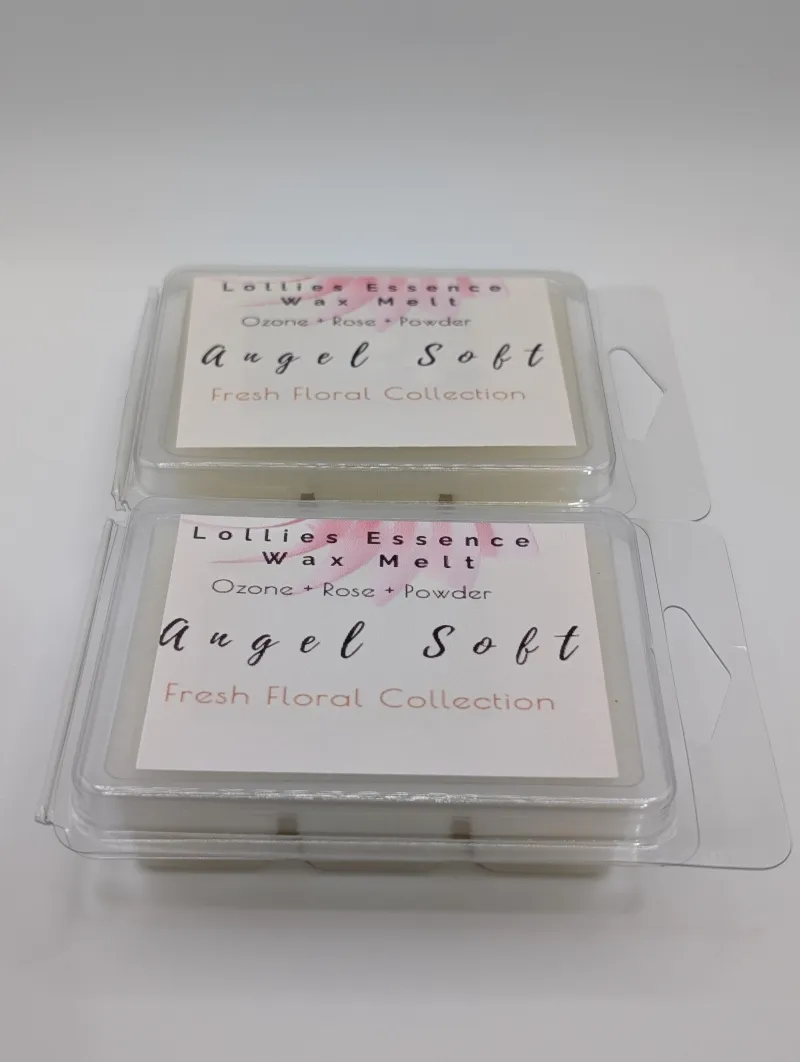 Lollies Essence
Wax Melt
Ozone + Rose + Powder
Angel Soft
Fresh Floral Collection
Lollies Essence
Wax Melt
Ozone + Rose + Powder
Angel Soft
Fresh Floral Collection